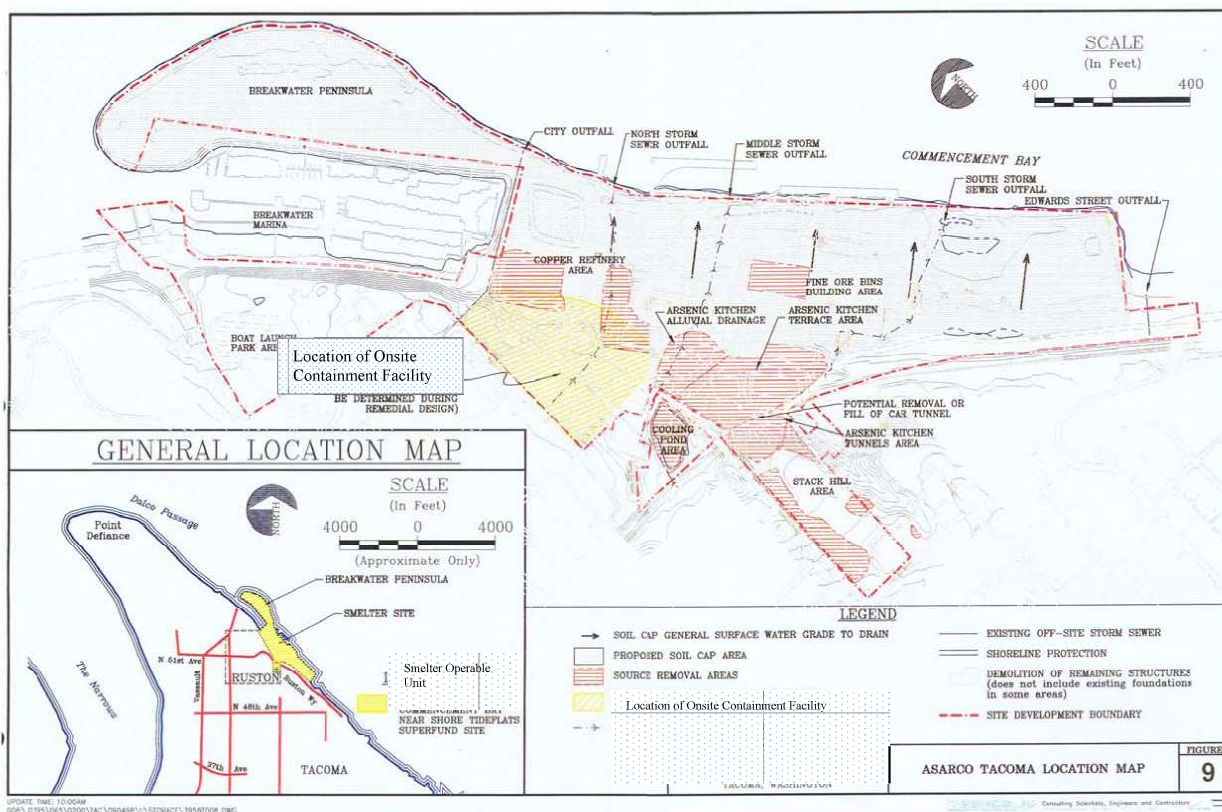 SCALE
(In Feet)
400 0 400
NORTH
BREAKWATER PENINSULA
CITY OUTFALL
NORTH STORM
SEWER OUTFALL
MIDDLE STORM
SEWER OUTFALL
COMMENCEMENT BAY
SOUTH STORM
SEWER OUTFALL
EDWARDS STREET OUTFALL
BREAKWATER
MARINA
COPPER REFINERY
AREA
FINE ORE BINS
BUILDING AREA
ARSENIC KITCHEN
ALLUVIAL DRAINAGE
ARSENIC KITCHEN
TERRACE AREA
BOAT LAUNCH
PARK
Location of Onsite
Containment Facility
BE DETERMINED DURING
REMEDIAL DESIGN)
POTENTIAL REMOVAL OR
FILL OF CAR TUNNEL
COOLING
POND
AREA
ARSENIC KITCHEN
TUNNELS AREA
STACK HILL
AREA
GENERAL LOCATION MAP
SCALE
(In Feet)
4000 0 4000
(Approximate Only)
NORTH
Dalco Passage
Point
Defiance
BREAKWATER PENINSULA
SMELTER SITE
N 51st Ave
Vassault
RUSTON
Ruston Wy
N 46th Ave
37th Ave
The Narrows
TACOMA
Smelter Operable
Unit
NEAR SHORE TIDEFLATS
SUPERFUND SITE
LEGEND
SOIL CAP GENERAL SURFACE WATER GRADE TO DRAIN
PROPOSED SOIL CAP AREA
SOURCE REMOVAL AREAS
Location of Onsite Containment Facility
EXISTING OFF-SITE STORM SEWER
SHORELINE PROTECTION
DEMOLITION OF REMAINING STRUCTURES
(does not include existing foundations
in some areas)
SITE DEVELOPMENT BOUNDARY
TACOMA, WASHINGTON
ASARCO TACOMA LOCATION MAP
FIGURE
9
UPDATE TIME: 10:00AM
Consulting Scientists, Engineers and Contractors